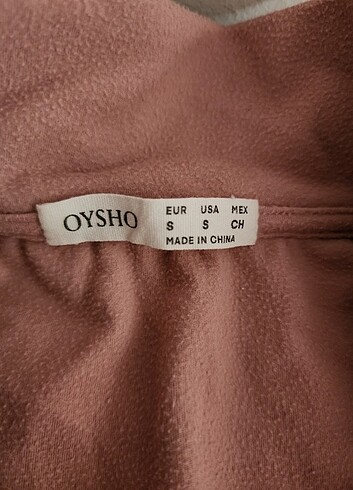 OYSHO
EUR USA MEX
S S CH
MADE IN CHINA